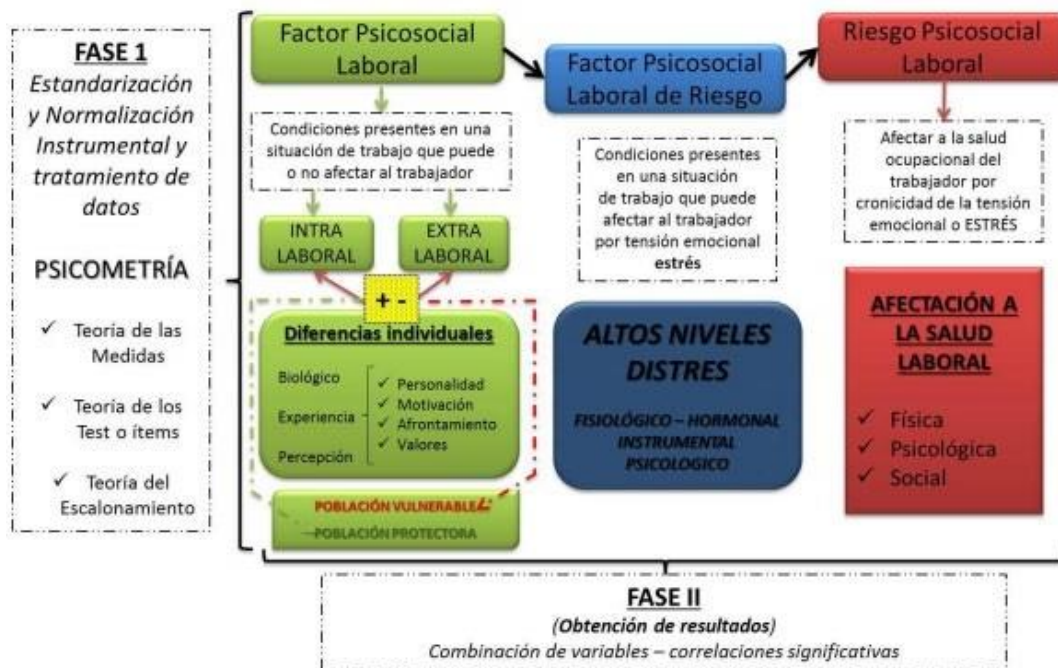 FASE 1
Estandarización
y Normalización
Instrumental y
tratamiento de
datos
PSICOMETRÍA
✓ Teoría de las
Medidas
✓ Teoría de los
Test o ítems
✓ Teoría del
Escalonamiento
Factor Psicosocial
Laboral
Condiciones presentes en una
situación de trabajo que puede
o no afectar al trabajador
INTRA
LABORAL
EXTRA
LABORAL
+ -
Diferencias individuales
Biológico
Experiencia
Percepción
✓ Personalidad
✓ Motivación
✓ Afrontamiento
✓ Valores
POBLACIÓN VULNERABLE
POBLACIÓN PROTECTORA
Factor Psicosocial
Laboral de Riesgo
Condiciones presentes
en una situación
de trabajo que puede
afectar al trabajador
por tensión emocional
estrés
ALTOS NIVELES
DISTRES
FISIOLÓGICO – HORMONAL
INSTRUMENTAL
PSICOLOGICO
Riesgo Psicosocial
Laboral
Afectar a la salud
ocupacional del
trabajador por
cronicidad de la tensión
emocional o ESTRÉS
AFECTACIÓN A
LA SALUD
LABORAL
✓ Física
✓ Psicológica
✓ Social
FASE II
(Obtención de resultados)
Combinación de variables – correlaciones significativas